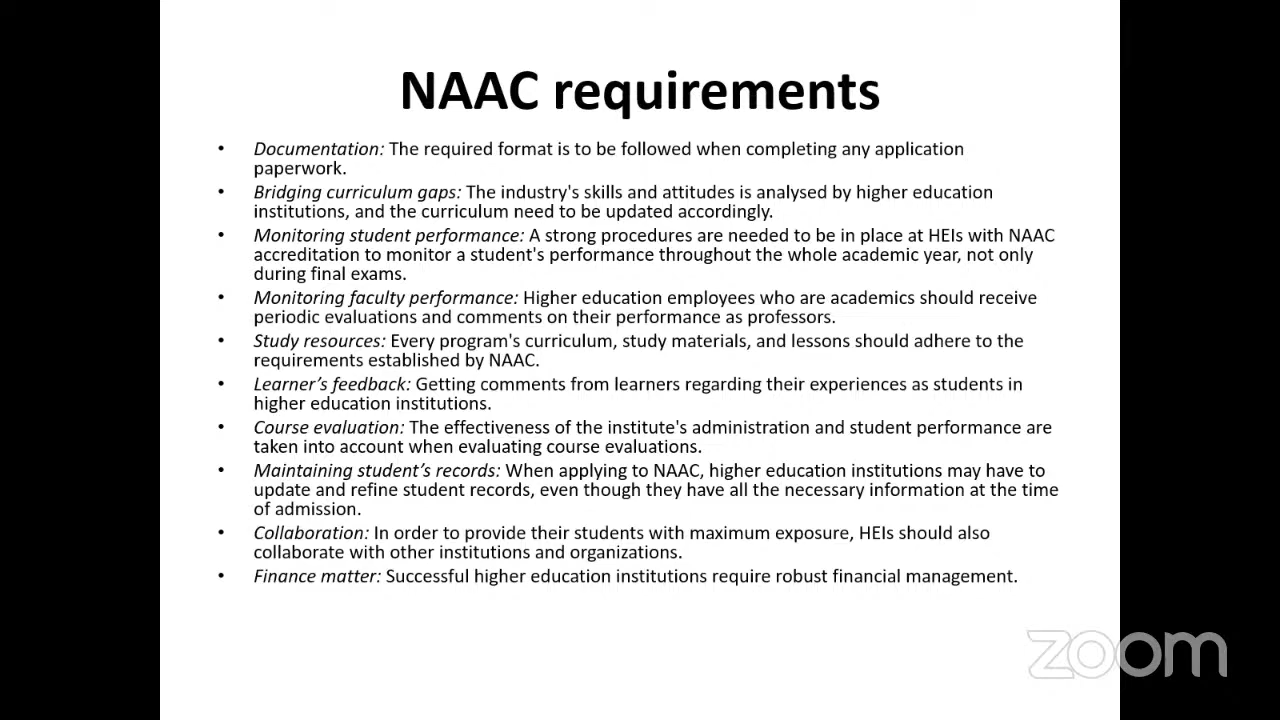 NAAC requirements
• Documentation: The required format is to be followed when completing any application
paperwork.
• Bridging curriculum gaps: The industry's skills and attitudes is analysed by higher education
institutions, and the curriculum need to be updated accordingly.
• Monitoring student performance: A strong procedures are needed to be in place at HEIs with NAAC
accreditation to monitor a student's performance throughout the whole academic year, not only
during final exams.
• Monitoring faculty performance: Higher education employees who are academics should receive
periodic evaluations and comments on their performance as professors.
• Study resources: Every program's curriculum, study materials, and lessons should adhere to the
requirements established by NAAC.
• Learner’s feedback: Getting comments from learners regarding their experiences as students in
higher education institutions.
• Course evaluation: The effectiveness of the institute's administration and student performance are
taken into account when evaluating course evaluations.
• Maintaining student’s records: When applying to NAAC, higher education institutions may have to
update and refine student records, even though they have all the necessary information at the time
of admission.
• Collaboration: In order to provide their students with maximum exposure, HEIs should also
collaborate with other institutions and organizations.
• Finance matter: Successful higher education institutions require robust financial management.
zoom